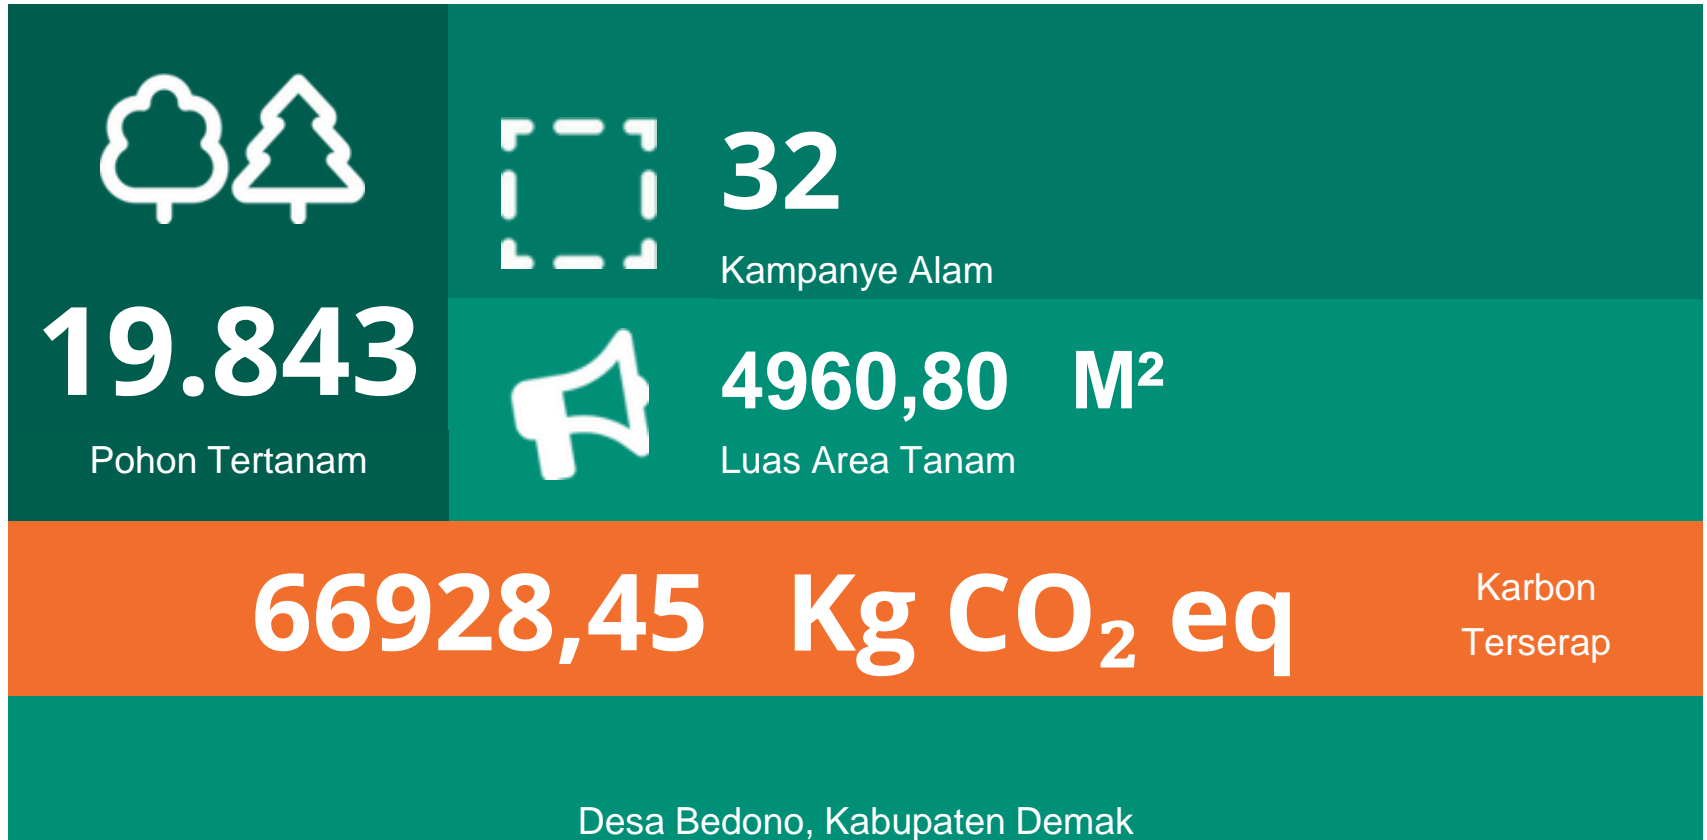 19.843
Pohon Tertanam
32
Kampanye Alam
4960,80 M²
Luas Area Tanam
66928,45 Kg CO₂ eq
Karbon
Terserap
Desa Bedono, Kabupaten Demak